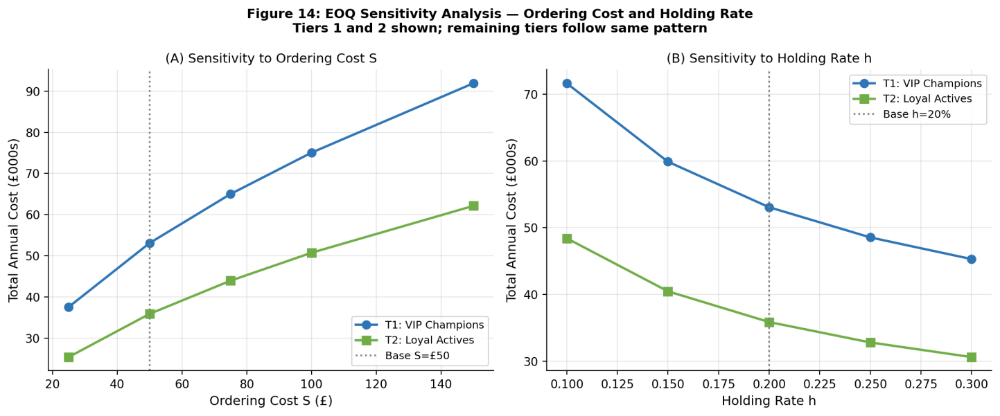 Figure 14: EOQ Sensitivity Analysis — Ordering Cost and Holding Rate
Tiers 1 and 2 shown; remaining tiers follow same pattern
(A) Sensitivity to Ordering Cost S
90
80
70
60
50
40
30
Total Annual Cost (£000s)
20 40 60 80 100 120 140
Ordering Cost S (£)
T1: VIP Champions
T2: Loyal Actives
Base S=£50
(B) Sensitivity to Holding Rate h
70
60
50
40
30
Total Annual Cost (£000s)
0.100 0.125 0.150 0.175 0.200 0.225 0.250 0.275 0.300
Holding Rate h
T1: VIP Champions
T2: Loyal Actives
Base h=20%